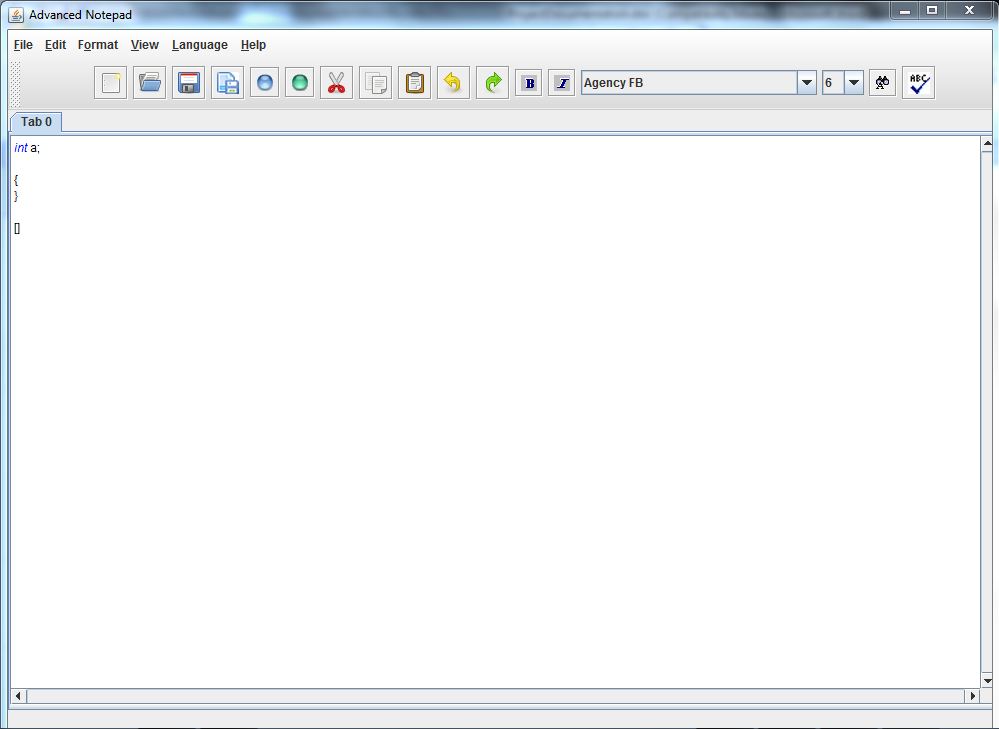 Advanced Notepad
File Edit Format View Language Help
B I Agency FB 6 ABC
Tab 0
int a;
{
}
[]